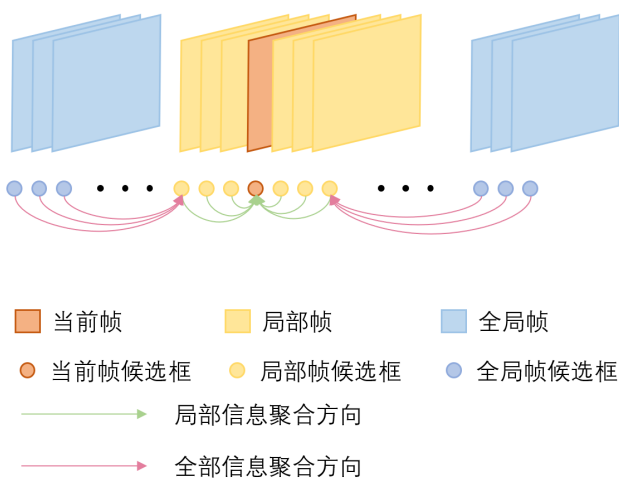 当前帧 局部帧 全局帧
当前帧候选框 局部帧候选框 全局帧候选框
局部信息聚合方向
全部信息聚合方向